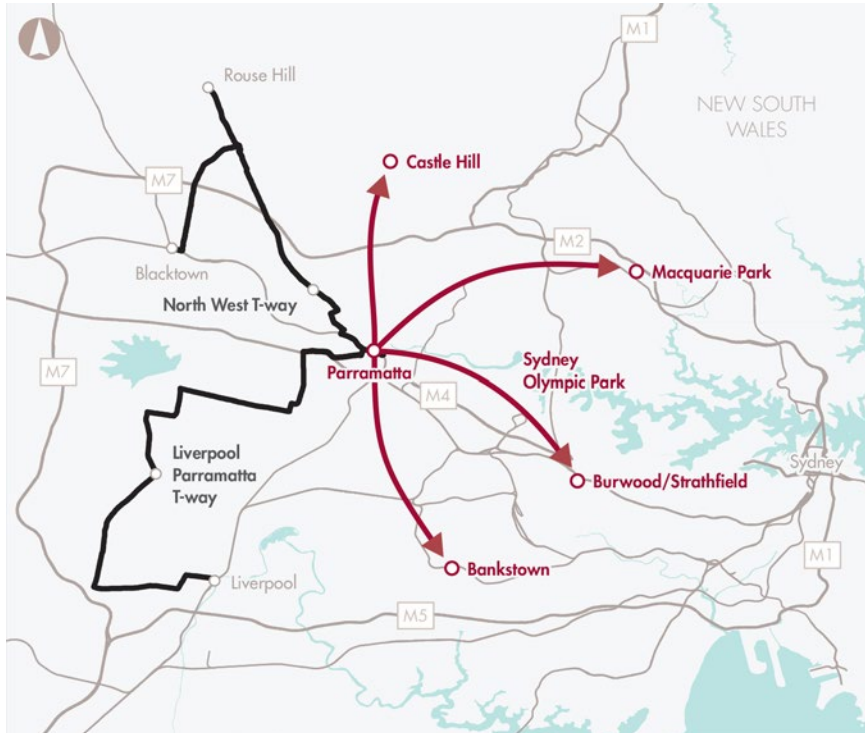 M1
Rouse Hill
NEW SOUTH
WALES
Castle Hill
M7
M2
Blacktown
Macquarie Park
North West T-way
Parramatta
Sydney
Olympic Park
M7
M4
Liverpool
Parramatta
T-way
Sydney
Burwood/Strathfield
Liverpool
Bankstown
M1
M5